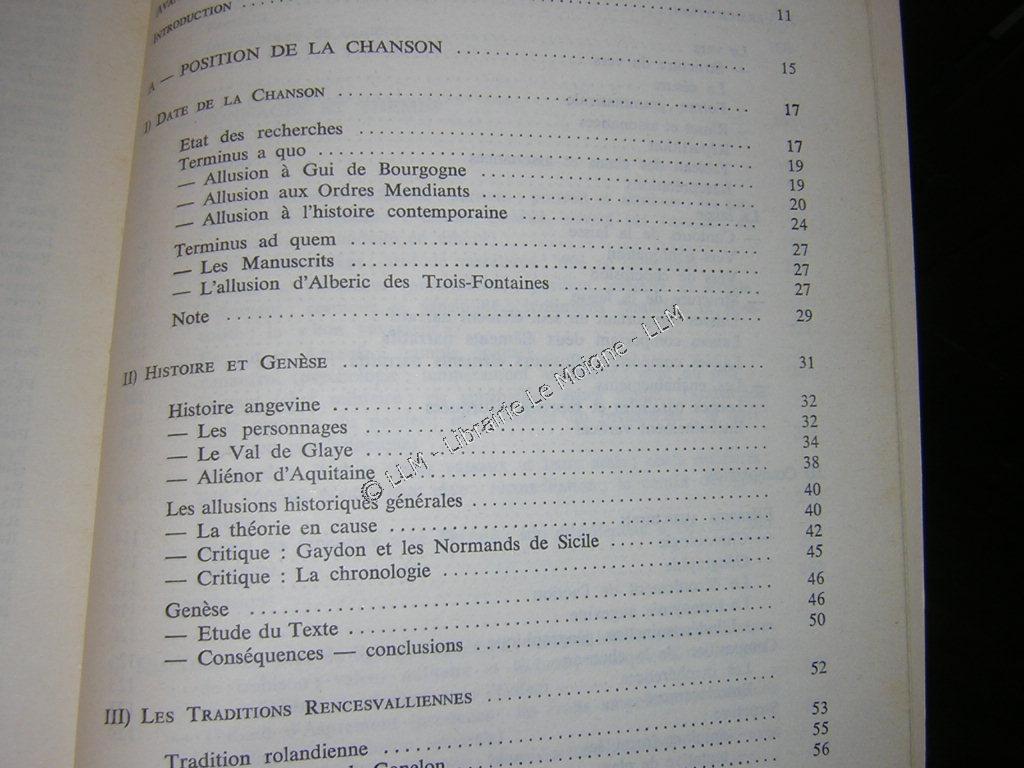 INTRODUCTION 11
A — POSITION DE LA CHANSON 15
I) DATE DE LA CHANSON 17
Etat des recherches 17
Terminus a quo 19
— Allusion à Gui de Bourgogne 19
— Allusion aux Ordres Mendiants 20
— Allusion à l'histoire contemporaine 24
Terminus ad quem 27
— Les Manuscrits 27
— L'allusion d'Alberic des Trois-Fontaines 27
Note 29
II) HISTOIRE ET GENÈSE 31
Histoire angevine 32
— Les personnages 32
— Le Val de Glaye 34
— Aliénor d'Aquitaine 38
Les allusions historiques générales 40
— La théorie en cause 40
— Critique : Gaydon et les Normands de Sicile 42
— Critique : La chronologie 45
Genèse 46
— Etude du Texte 46
— Conséquences — conclusions 50
III) LES TRADITIONS RENCESVALLIENNES 52
Tradition rolandienne 53
55
56
© LLM - Librairie Le Moigne - LLM